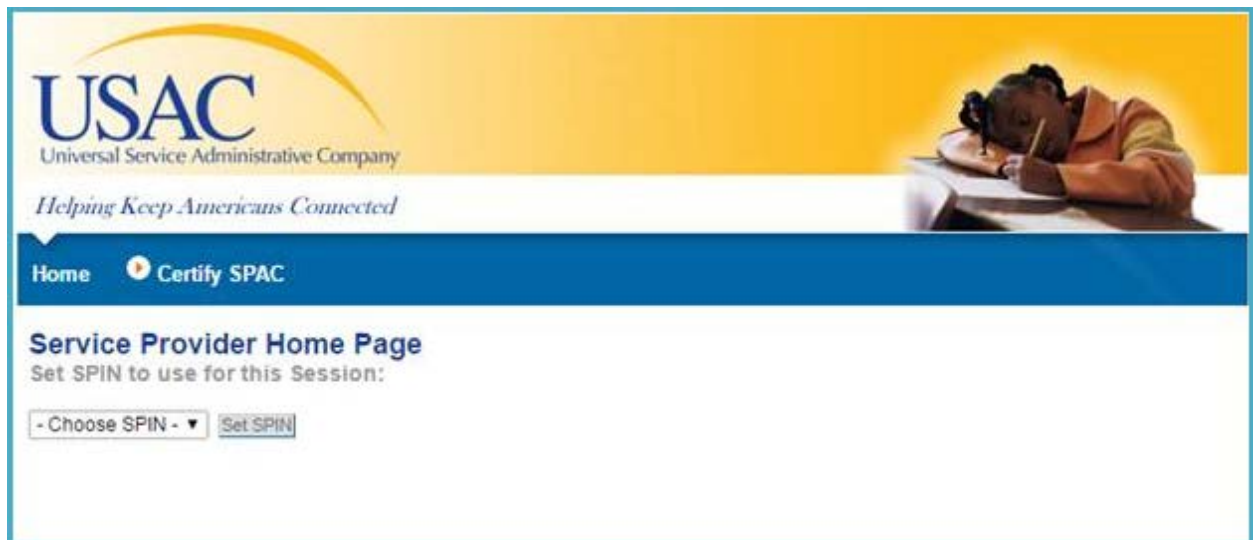 USAC
Universal Service Administrative Company
Helping Keep Americans Connected
Home Certify SPAC
Service Provider Home Page
Set SPIN to use for this Session:
- Choose SPIN - ▼ Set SPIN